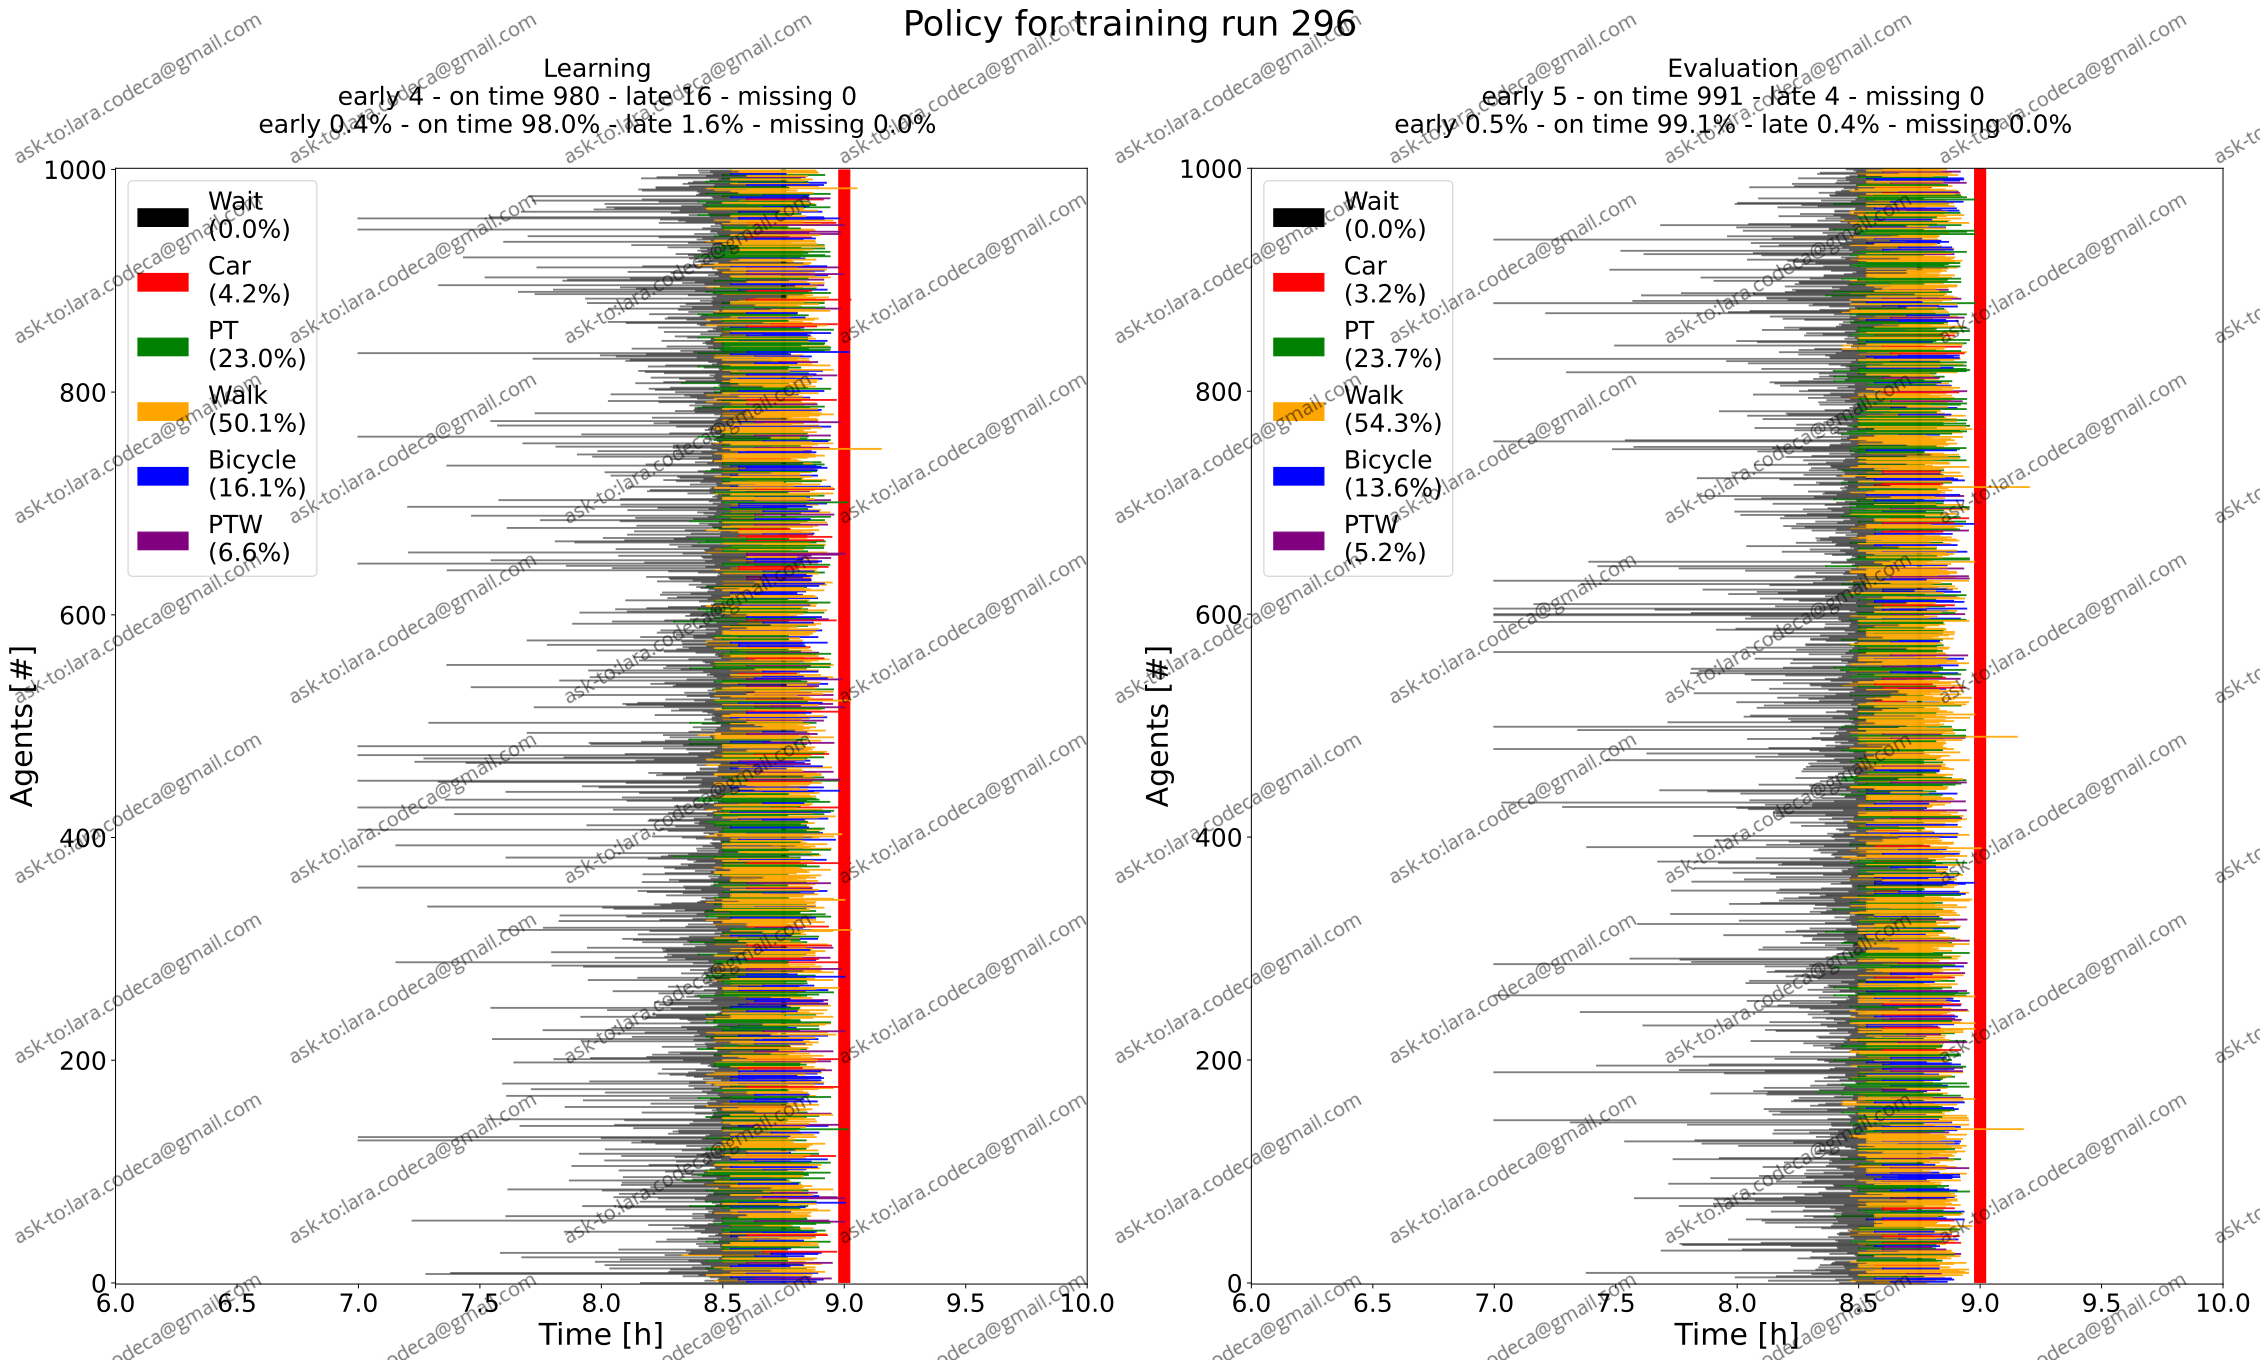 Policy for training run 296
Learning
early 4 - on time 980 - late 16 - missing 0
early 0.4% - on time 98.0% - late 1.6% - missing 0.0%
1000
800
600
400
200
0
Agents [#]
Wait
(0.0%)
Car
(4.2%)
PT
(23.0%)
Walk
(50.1%)
Bicycle
(16.1%)
PTW
(6.6%)
6.0 6.5 7.0 7.5 8.0 8.5 9.0 9.5 10.0
Time [h]
Evaluation
early 5 - on time 991 - late 4 - missing 0
early 0.5% - on time 99.1% - late 0.4% - missing 0.0%
1000
800
600
400
200
0
Agents [#]
Wait
(0.0%)
Car
(3.2%)
PT
(23.7%)
Walk
(54.3%)
Bicycle
(13.6%)
PTW
(5.2%)
6.0 6.5 7.0 7.5 8.0 8.5 9.0 9.5 10.0
Time [h]
ask-to:lara.codeca@gmail.com